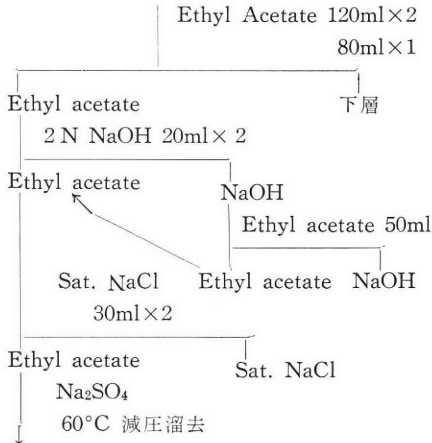 Ethyl Acetate 120ml×2
80ml×1
Ethyl acetate
下層
2 N NaOH 20ml×2
Ethyl acetate
NaOH
Ethyl acetate 50ml
Sat. NaCl
Ethyl acetate
NaOH
30ml×2
Ethyl acetate
Sat. NaCl
Na₂SO₄
60°C 減圧溜去